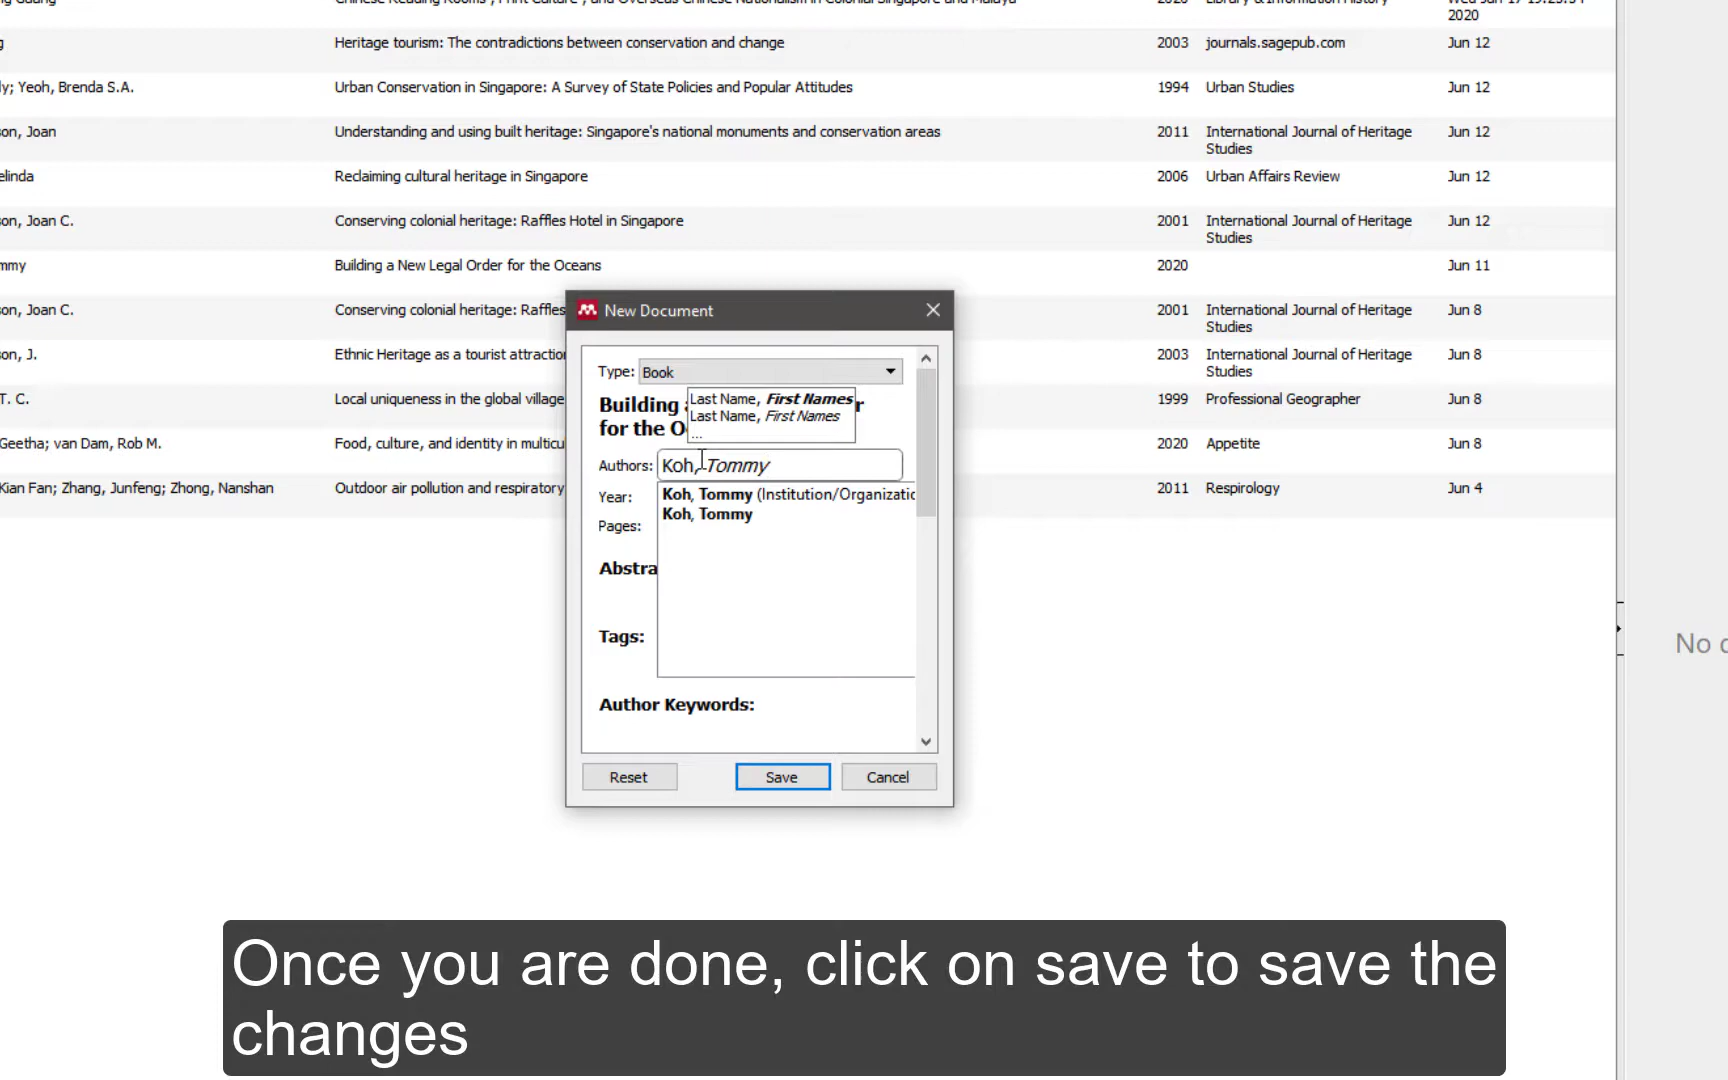 2020
Heritage tourism: The contradictions between conservation and change 2003 journals.sagepub.com Jun 12
ly; Yeoh, Brenda S.A. Urban Conservation in Singapore: A Survey of State Policies and Popular Attitudes 1994 Urban Studies Jun 12
son, Joan Understanding and using built heritage: Singapore's national monuments and conservation areas 2011 International Journal of Heritage Jun 12
Studies
elinda Reclaiming cultural heritage in Singapore 2006 Urban Affairs Review Jun 12
son, Joan C. Conserving colonial heritage: Raffles Hotel in Singapore 2001 International Journal of Heritage Jun 12
Studies
mmy Building a New Legal Order for the Oceans 2020 Jun 11
son, Joan C. Conserving colonial heritage: Raffles 2001 International Journal of Heritage Jun 8
Studies
son, J. Ethnic Heritage as a tourist attraction 2003 International Journal of Heritage Jun 8
Studies
T. C. Local uniqueness in the global village 1999 Professional Geographer Jun 8
Geetha; van Dam, Rob M. Food, culture, and identity in multicu 2020 Appetite Jun 8
Kian Fan; Zhang, Junfeng; Zhong, Nanshan Outdoor air pollution and respiratory 2011 Respirology Jun 4
New Document
Type: Book
Last Name, First Names
Last Name, First Names
...
Building
for the O
Authors: Koh, Tommy
Year: Koh, Tommy (Institution/Organizatio
Koh, Tommy
Pages:
Abstra
Tags:
Author Keywords:
Reset Save Cancel
No
Once you are done, click on save to save the
changes